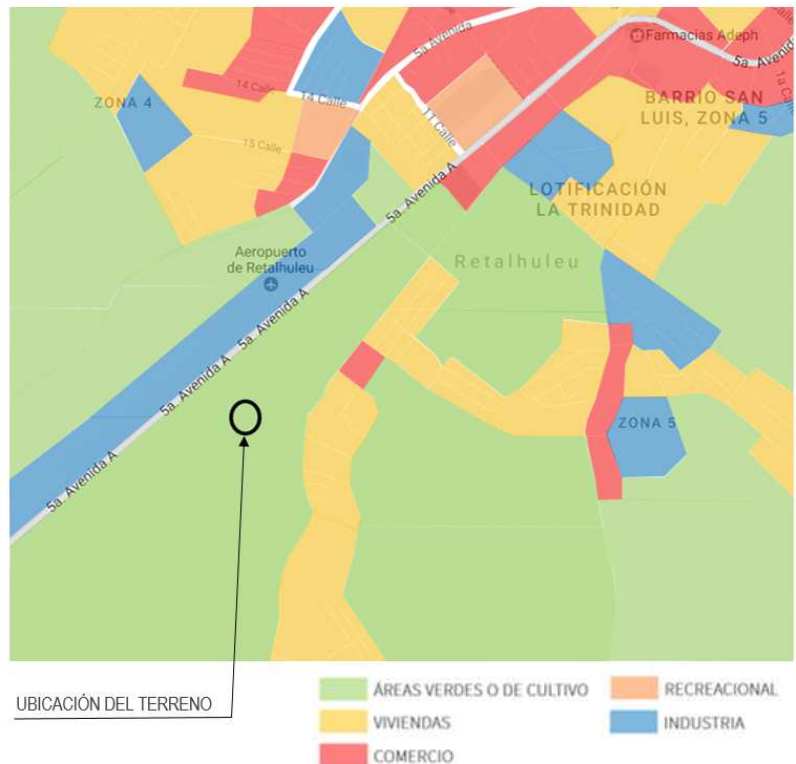 5a Avenida
Farmacias Adeph
5a. Avenida
14 Calle
14 Calle
ZONA 4
11 Calle
1a Calle
BARRIO SAN
LUIS, ZONA 5
15 Calle
5a. Avenida A
LOTIFICACIÓN
LA TRINIDAD
Aeropuerto
de Retalhuleu
Retalhuleu
5a. Avenida A
5a. Avenida A
ZONA 5
5a. Avenida A
UBICACIÓN DEL TERRENO
ÁREAS VERDES O DE CULTIVO
RECREACIONAL
VIVIENDAS
INDUSTRIA
COMERCIO